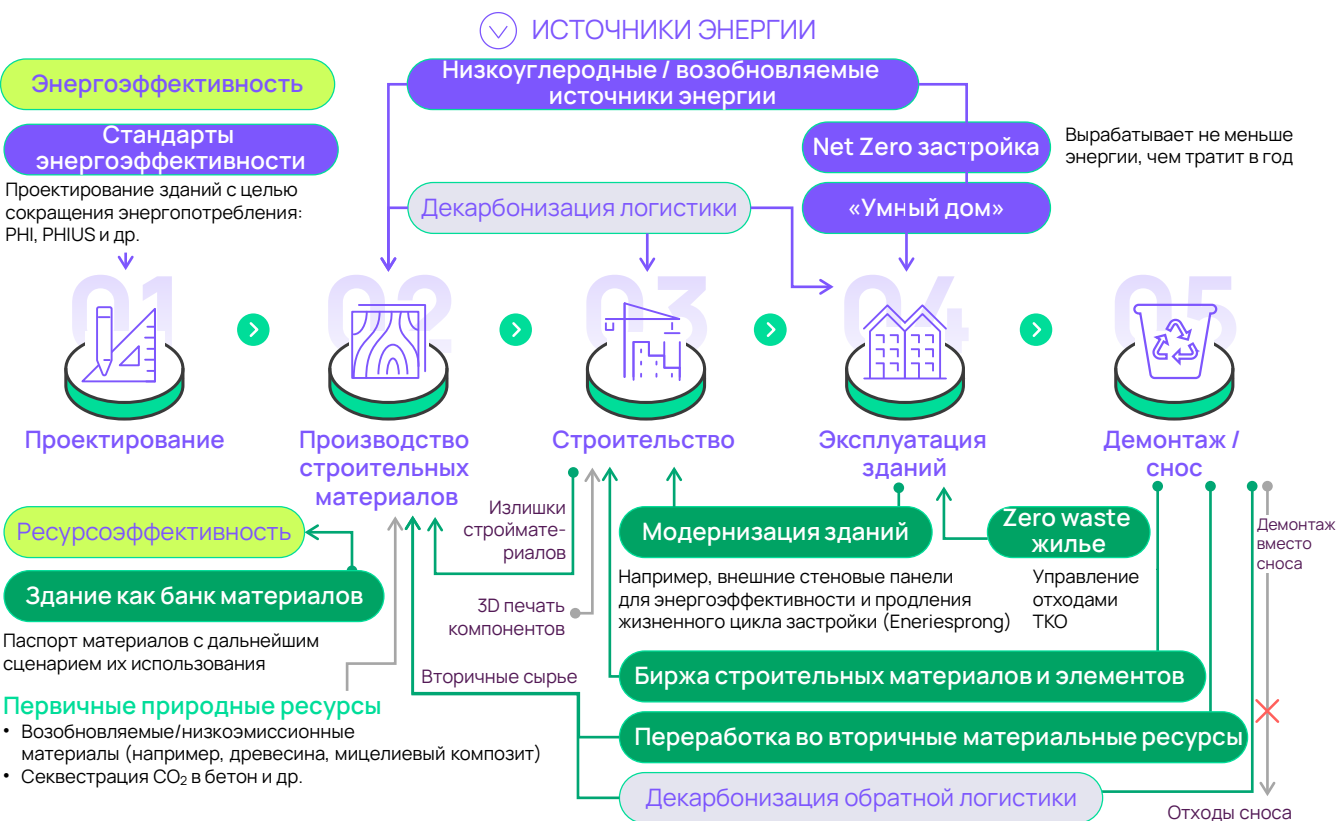 ИСТОЧНИКИ ЭНЕРГИИ
Энергоэффективность
Низкоуглеродные / возобновляемые
источники энергии
Стандарты
энергоэффективности
Net Zero застройка
Вырабатывает не меньше
энергии, чем тратит в год
Проектирование зданий с целью
сокращения энергопотребления:
PHI, PHIUS и др.
Декарбонизация логистики
«Умный дом»
01
02
03
04
05
Проектирование
Производство
строительных
материалов
Строительство
Эксплуатация
зданий
Демонтаж /
снос
Ресурсоэффективность
Излишки
строймате-
риалов
Модернизация зданий
Zero waste
жилье
Демонтаж
вместо
сноса
Здание как банк материалов
Например, внешние стеновые панели
для энергоэффективности и продления
жизненного цикла застройки (Eneriesprong)
Управление
отходами
ТКО
3D печать
компонентов
Паспорт материалов с дальнейшим
сценарием их использования
Вторичные сырье
Биржа строительных материалов и элементов
Первичные природные ресурсы
• Возобновляемые/низкоэмиссионные
материалы (например, древесина, мицелиевый композит)
• Секвестрация CO₂ в бетон и др.
Переработка во вторичные материальные ресурсы
Декарбонизация обратной логистики
Отходы сноса